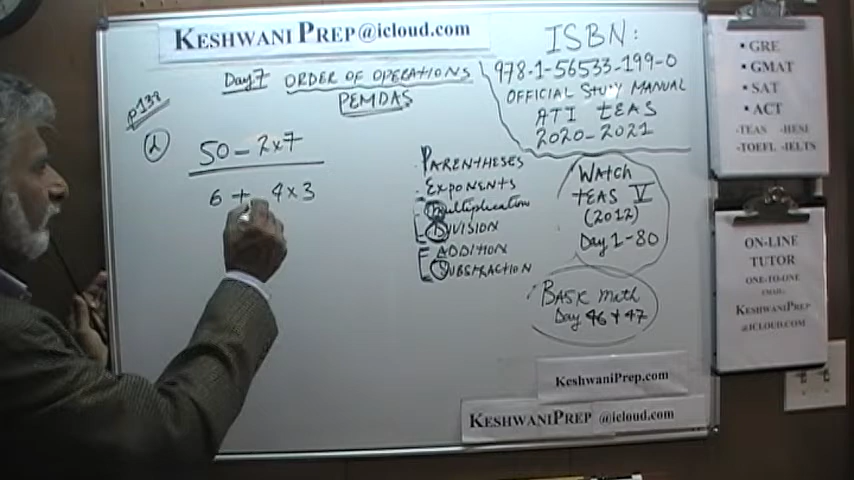 KESHWANI PREP@icloud.com
Day 7 ORDER OF OPERATIONS
PEMDAS
p138
d
50 - 2 x 7
6 + 4 x 3
PARENTHESES
EXPONENTS
Multiplication
DIVISION
ADDITION
SUBSTRACTION
ISBN:
978-1-56533-199-0
OFFICIAL STUDY MANUAL
ATI TEAS
2020-2021
WATCH
TEAS V
(2012)
Day 1-80
BASIC Math
Day 46 + 47
KeshwaniPrep.com
KESHWANIPREP @icloud.com
• GRE
• GMAT
• SAT
• ACT
-TEAS -HESI
-TOEFL -IELTS
ON-LINE
TUTOR
ONE-TO-ONE
EMAIL:
KESHWANIPREP
@ICLOUD.COM